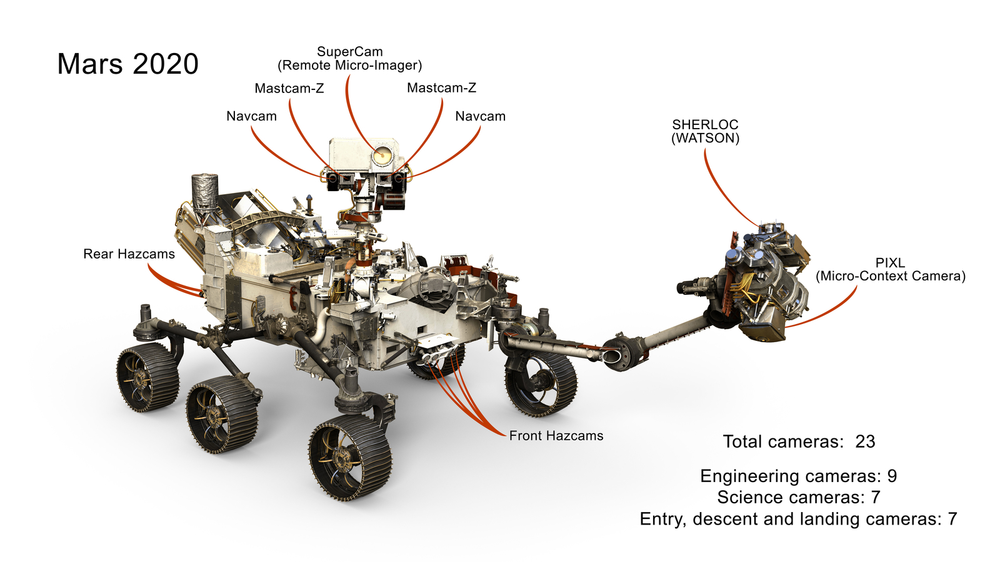 Mars 2020
SuperCam
(Remote Micro-Imager)
Mastcam-Z
Mastcam-Z
Navcam
Navcam
SHERLOC
(WATSON)
Rear Hazcams
PIXL
(Micro-Context Camera)
Front Hazcams
Total cameras: 23
Engineering cameras: 9
Science cameras: 7
Entry, descent and landing cameras: 7